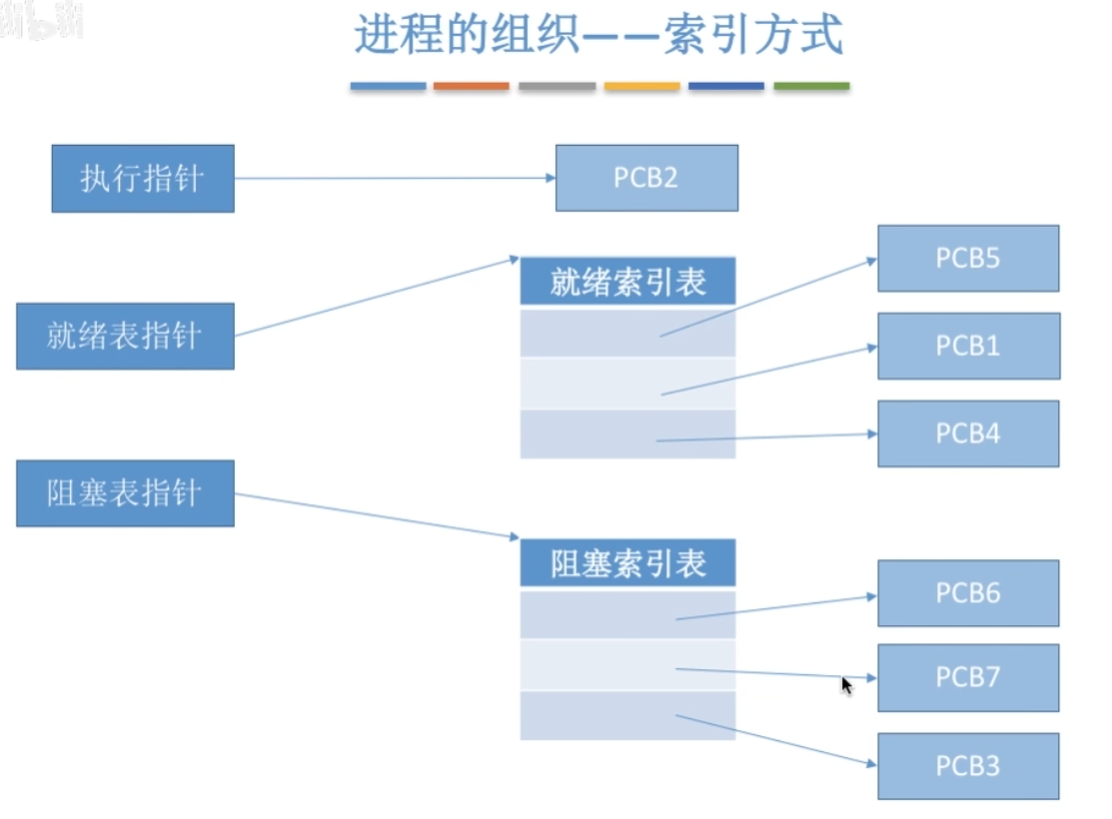 进程的组织——索引方式
执行指针
PCB2
就绪表指针
就绪索引表
PCB5
PCB1
PCB4
阻塞表指针
阻塞索引表
PCB6
PCB7
PCB3